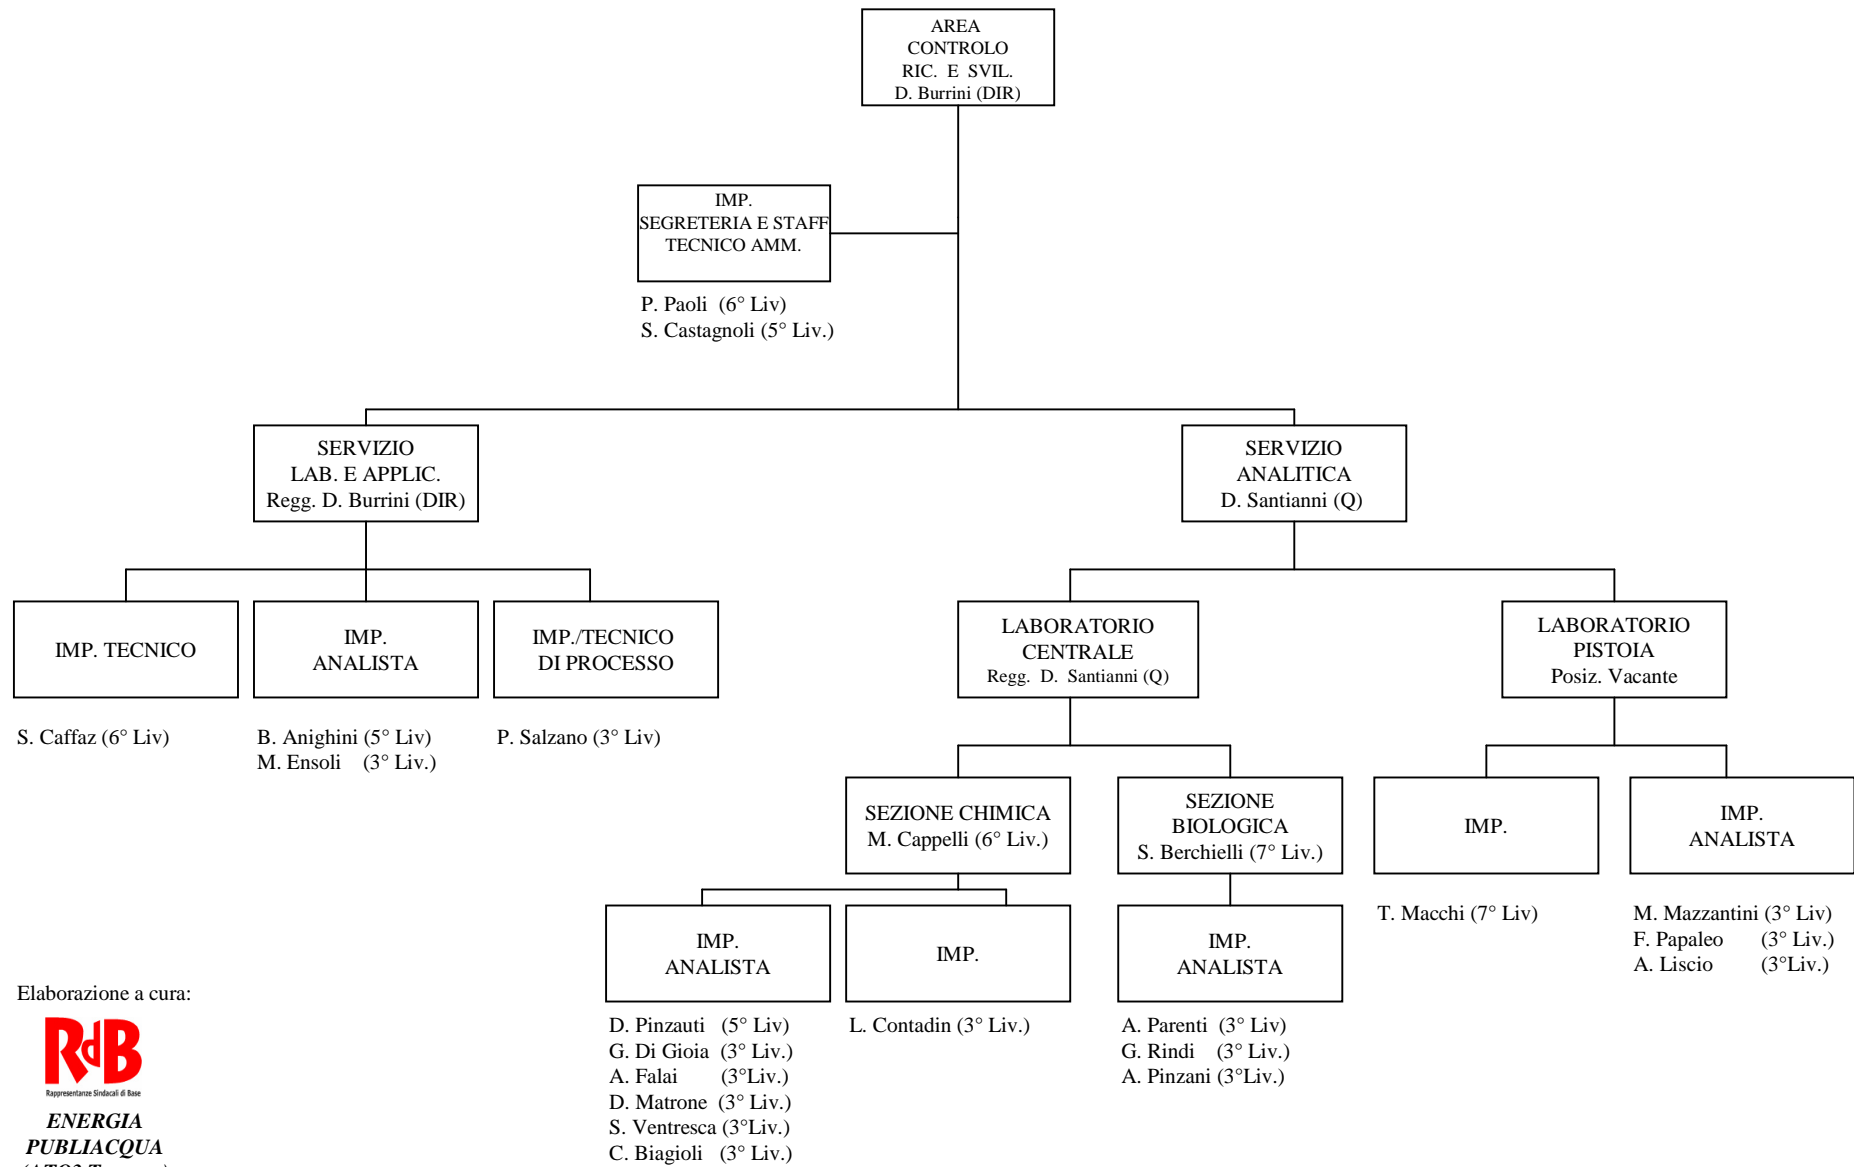 AREA
CONTROLO
RIC. E SVIL.
D. Burrini (DIR)
IMP.
SEGRETERIA E STAFF
TECNICO AMM.
P. Paoli (6° Liv)
S. Castagnoli (5° Liv.)
SERVIZIO
LAB. E APPLIC.
Regg. D. Burrini (DIR)
SERVIZIO
ANALITICA
D. Santianni (Q)
IMP. TECNICO
IMP.
ANALISTA
IMP./TECNICO
DI PROCESSO
LABORATORIO
CENTRALE
Regg. D. Santianni (Q)
LABORATORIO
PISTOIA
Posiz. Vacante
S. Caffaz (6° Liv)
B. Anighini (5° Liv)
M. Ensoli (3° Liv.)
P. Salzano (3° Liv)
SEZIONE CHIMICA
M. Cappelli (6° Liv.)
SEZIONE
BIOLOGICA
S. Berchielli (7° Liv.)
IMP.
IMP.
ANALISTA
T. Macchi (7° Liv)
M. Mazzantini (3° Liv)
F. Papaleo (3° Liv.)
A. Liscio (3°Liv.)
IMP.
ANALISTA
IMP.
IMP.
ANALISTA
D. Pinzauti (5° Liv)
G. Di Gioia (3° Liv.)
A. Falai (3°Liv.)
D. Matrone (3° Liv.)
S. Ventresca (3°Liv.)
C. Biagioli (3° Liv.)
L. Contadin (3° Liv.)
A. Parenti (3° Liv)
G. Rindi (3° Liv.)
A. Pinzani (3°Liv.)
Elaborazione a cura:
RdB
Rappresentanze Sindacali di Base
ENERGIA
PUBLIACQUA